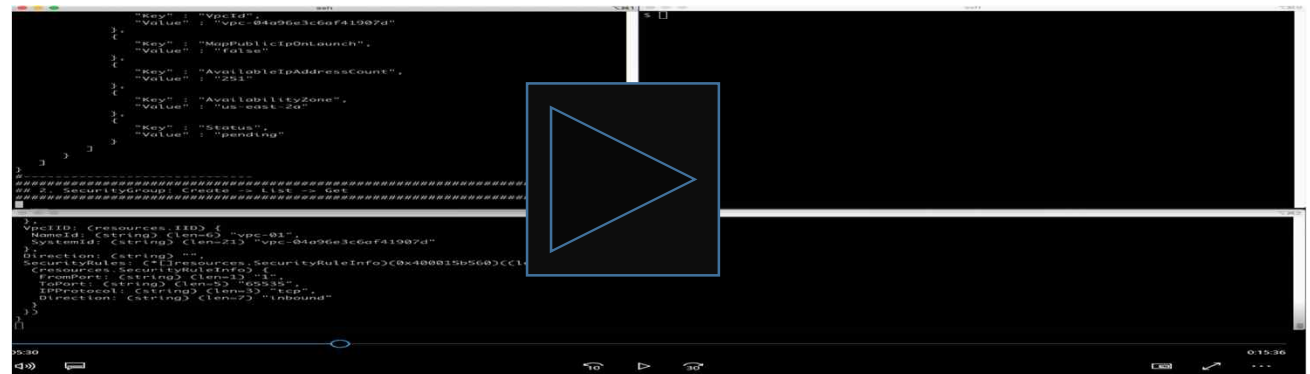 ssh
"Key" : "VpcId",
"Value" : "vpc-04a96e3c6af41907d"
},
{
"Key" : "MapPublicIpOnLaunch",
"Value" : "false"
},
{
"Key" : "AvailableIpAddressCount",
"Value" : "251"
},
{
"Key" : "AvailabilityZone",
"Value" : "us-east-2a"
},
{
"Key" : "Status",
"Value" : "pending"
}
]
}
]
}
## 2. SecurityGroup: Create -> List -> Get
ssh
$
},
VpcIID: (resources.IID) {
NameId: (string) (len=6) "vpc-01",
SystemId: (string) (len=21) "vpc-04a96e3c6af41907d"
},
Direction: (string) "",
SecurityRules: (*[]resources.SecurityRuleInfo)(0x400015b560)((
(resources.SecurityRuleInfo) {
FromPort: (string) (len=1) "1",
ToPort: (string) (len=5) "65535",
IPProtocol: (string) (len=3) "tcp",
Direction: (string) (len=7) "inbound"
}
})
}
05:30
0:15:36
10
30